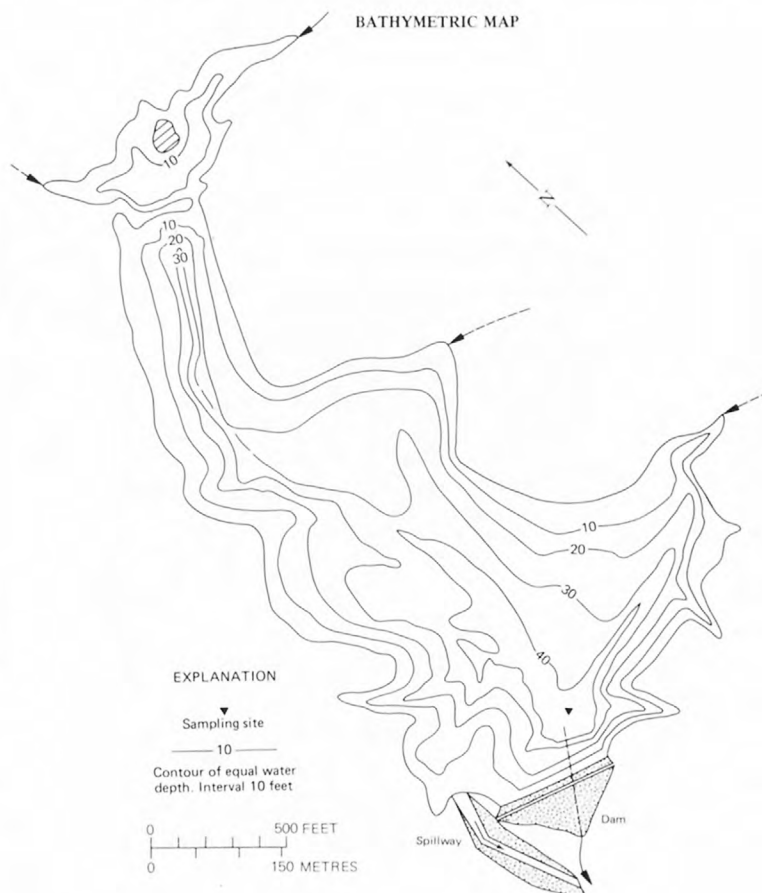 BATHYMETRIC MAP
10
N
10
20
30
10
20
30
40
EXPLANATION
Sampling site
10
Contour of equal water
depth. Interval 10 feet
0 500 FEET
0 150 METRES
Spillway
Dam